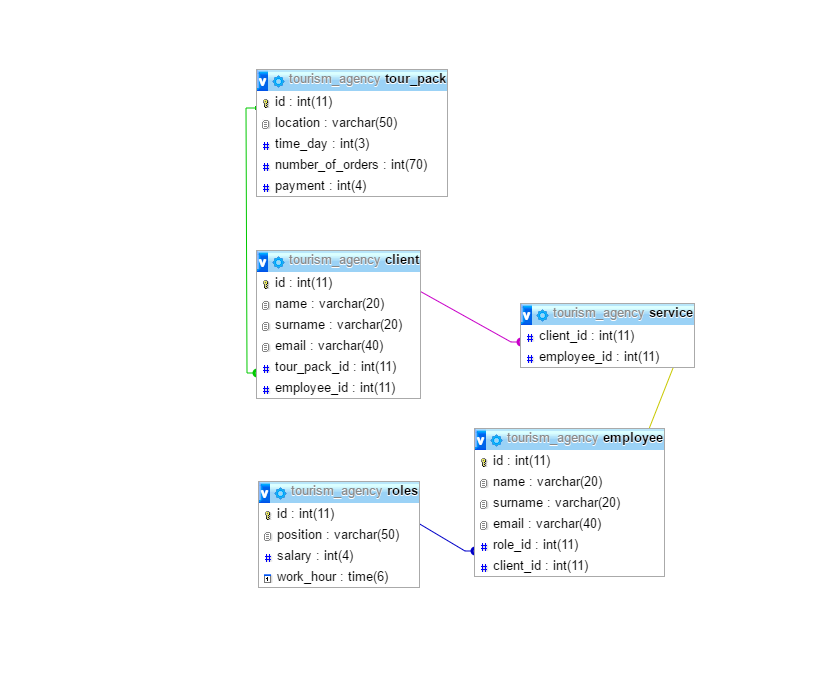 v tourism_agency tour_pack
id : int(11)
location : varchar(50)
time_day : int(3)
number_of_orders : int(70)
payment : int(4)
v tourism_agency client
id : int(11)
name : varchar(20)
surname : varchar(20)
email : varchar(40)
tour_pack_id : int(11)
employee_id : int(11)
v tourism_agency service
client_id : int(11)
employee_id : int(11)
v tourism_agency employee
id : int(11)
name : varchar(20)
surname : varchar(20)
email : varchar(40)
role_id : int(11)
client_id : int(11)
v tourism_agency roles
id : int(11)
position : varchar(50)
salary : int(4)
work_hour : time(6)